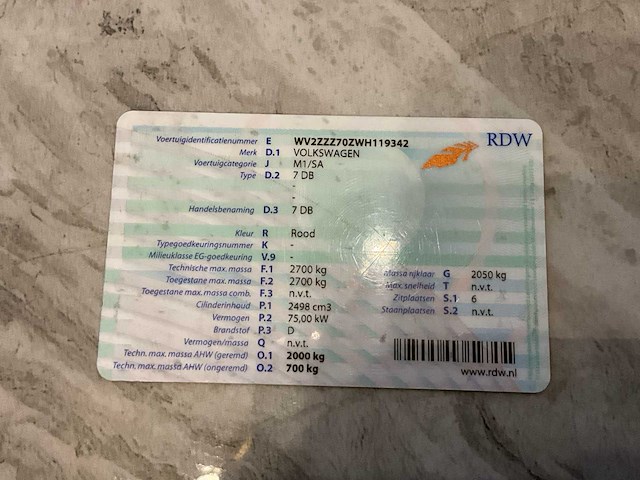 RDW
Voertuigidentificatienummer E WV2ZZZ70ZWH119342
Merk D.1 VOLKSWAGEN
Voertuigcategorie J M1/SA
Type D.2 7 DB
-
-
Handelsbenaming D.3 7 DB
Kleur R Rood
Typegoedkeuringsnummer K -
Milieuklasse EG-goedkeuring V.9 -
Technische max. massa F.1 2700 kg
Toegestane max. massa F.2 2700 kg
Toegestane max. massa comb. F.3 n.v.t.
Cilinderinhoud P.1 2498 cm3
Vermogen P.2 75,00 kW
Brandstof P.3 D
Vermogen/massa Q n.v.t.
Techn. max. massa AHW (geremd) O.1 2000 kg
Techn. max. massa AHW (ongeremd) O.2 700 kg
Massa rijklaar G 2050 kg
Max. snelheid T n.v.t.
Zitplaatsen S.1 6
Staanplaatsen S.2 n.v.t.
www.rdw.nl